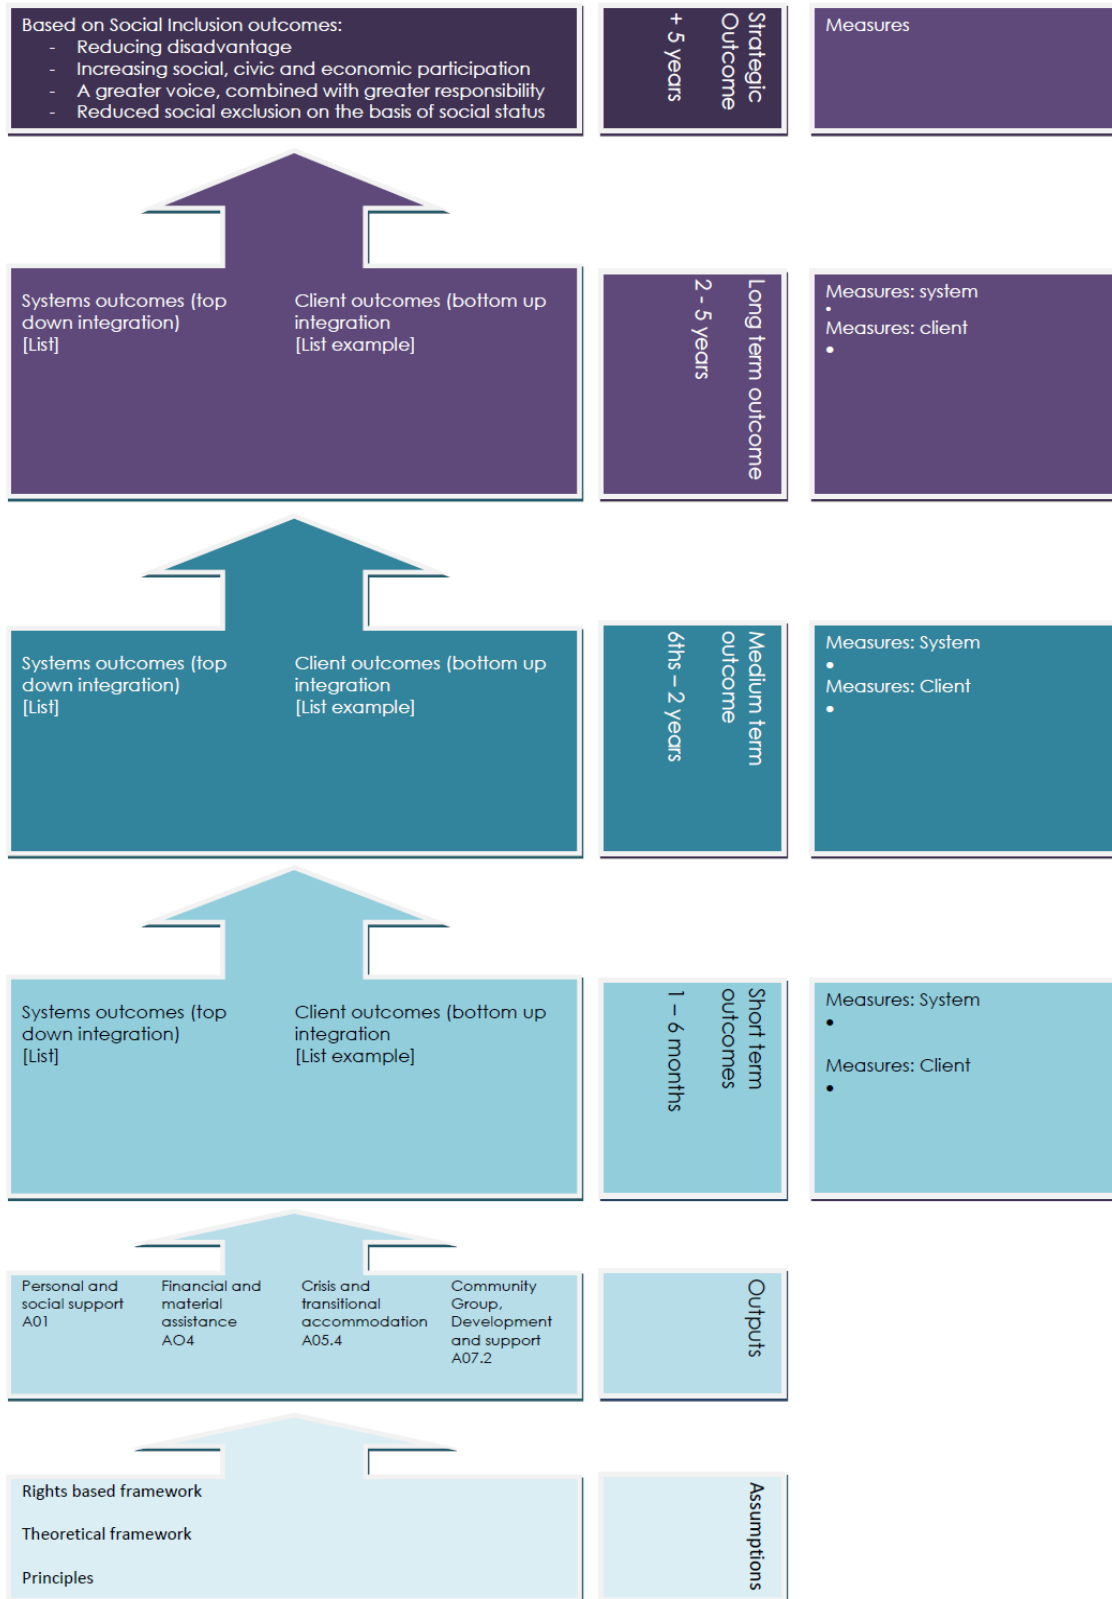 Based on Social Inclusion outcomes:
- Reducing disadvantage
- Increasing social, civic and economic participation
- A greater voice, combined with greater responsibility
- Reduced social exclusion on the basis of social status
Strategic
Outcome
+ 5 years
Measures
Systems outcomes (top
down integration)
[List]
Client outcomes (bottom up
integration
[List example]
Long term outcome
2 - 5 years
Measures: system
•
Measures: client
•
Systems outcomes (top
down integration)
[List]
Client outcomes (bottom up
integration
[List example]
Medium term
outcome
6ths – 2 years
Measures: System
•
Measures: Client
•
Systems outcomes (top
down integration)
[List]
Client outcomes (bottom up
integration
[List example]
Short term
outcomes
1 – 6 months
Measures: System
•
Measures: Client
•
Personal and
social support
A01
Financial and
material
assistance
AO4
Crisis and
transitional
accommodation
A05.4
Community
Group,
Development
and support
A07.2
Outputs
Rights based framework
Theoretical framework
Principles
Assumptions